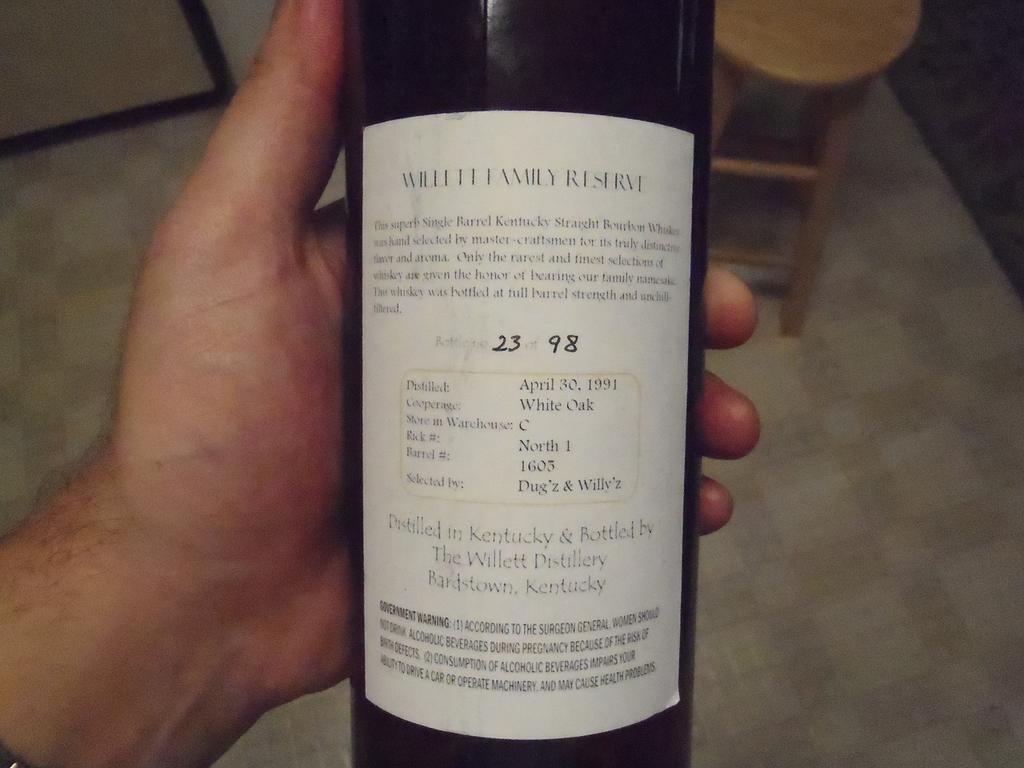 WILLETT FAMILY RESERVE
This superb Single Barrel Kentucky Straight Bourbon Whiskey
was hand selected by master-craftsmen for its truly distinctive
flavor and aroma. Only the rarest and finest selections of
whiskey are given the honor of bearing our family namesake.
This whiskey was bottled at full barrel strength and unchill-
filtered.
Bottle no. 23 of 98
Distilled: April 30, 1991
Cooperage: White Oak
Store in Warehouse: C
Rick #: North 1
Barrel #: 1605
Selected by: Dug'z & Willy'z
Distilled in Kentucky & Bottled by
The Willett Distillery
Bardstown, Kentucky
GOVERNMENT WARNING: (1) ACCORDING TO THE SURGEON GENERAL, WOMEN SHOULD
NOT DRINK ALCOHOLIC BEVERAGES DURING PREGNANCY BECAUSE OF THE RISK OF
BIRTH DEFECTS. (2) CONSUMPTION OF ALCOHOLIC BEVERAGES IMPAIRS YOUR
ABILITY TO DRIVE A CAR OR OPERATE MACHINERY, AND MAY CAUSE HEALTH PROBLEMS.